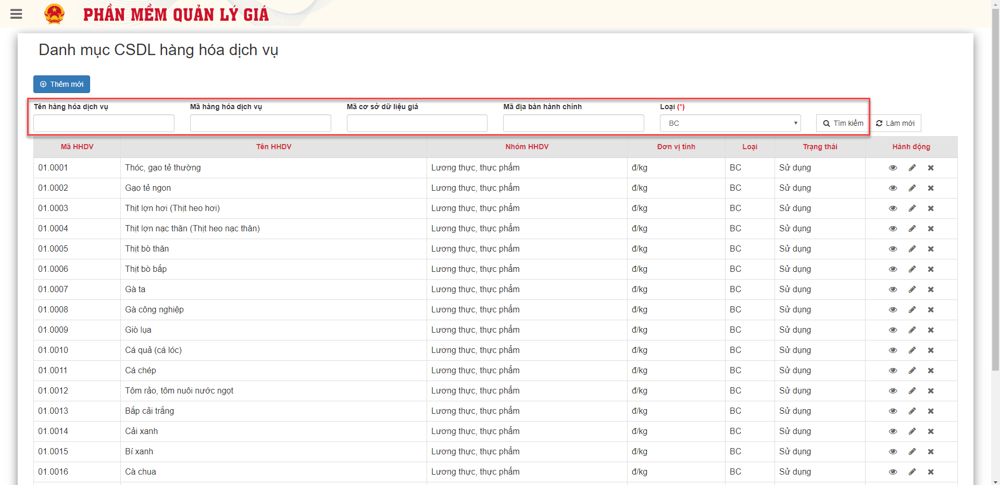 PHẦN MỀM QUẢN LÝ GIÁ
Danh mục CSDL hàng hóa dịch vụ
Thêm mới
Tên hàng hóa dịch vụ Mã hàng hóa dịch vụ Mã cơ sở dữ liệu giá Mã địa bàn hành chính Loại (*)
BC Tìm kiếm Làm mới
Mã HHDV Tên HHDV Nhóm HHDV Đơn vị tính Loại Trạng thái Hành động
01.0001 Thóc, gạo tẻ thường Lương thực, thực phẩm đ/kg BC Sử dụng
01.0002 Gạo tẻ ngon Lương thực, thực phẩm đ/kg BC Sử dụng
01.0003 Thịt lợn hơi (Thịt heo hơi) Lương thực, thực phẩm đ/kg BC Sử dụng
01.0004 Thịt lợn nạc thăn (Thịt heo nạc thăn) Lương thực, thực phẩm đ/kg BC Sử dụng
01.0005 Thịt bò thăn Lương thực, thực phẩm đ/kg BC Sử dụng
01.0006 Thịt bò bắp Lương thực, thực phẩm đ/kg BC Sử dụng
01.0007 Gà ta Lương thực, thực phẩm đ/kg BC Sử dụng
01.0008 Gà công nghiệp Lương thực, thực phẩm đ/kg BC Sử dụng
01.0009 Giò lụa Lương thực, thực phẩm đ/kg BC Sử dụng
01.0010 Cá quả (cá lóc) Lương thực, thực phẩm đ/kg BC Sử dụng
01.0011 Cá chép Lương thực, thực phẩm đ/kg BC Sử dụng
01.0012 Tôm rảo, tôm nuôi nước ngọt Lương thực, thực phẩm đ/kg BC Sử dụng
01.0013 Bắp cải trắng Lương thực, thực phẩm đ/kg BC Sử dụng
01.0014 Cải xanh Lương thực, thực phẩm đ/kg BC Sử dụng
01.0015 Bí xanh Lương thực, thực phẩm đ/kg BC Sử dụng
01.0016 Cà chua Lương thực, thực phẩm đ/kg BC Sử dụng